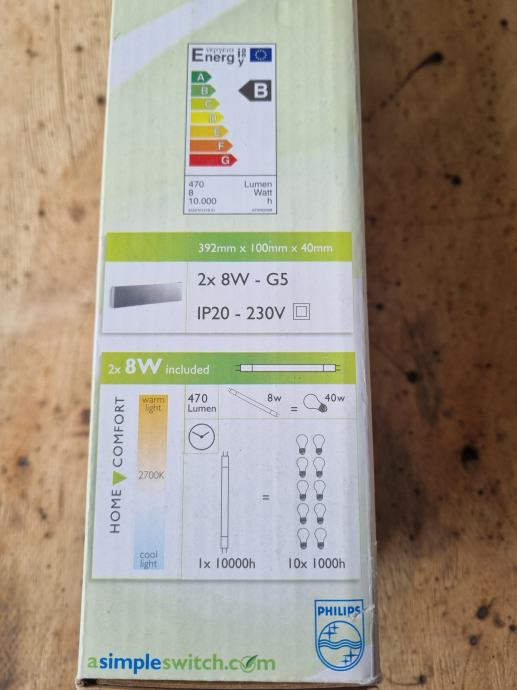 Energy
A
B
B
C
D
E
F
G
470 Lumen
8 Watt
10.000 h
392mm x 100mm x 40mm
2x 8W - G5
IP20 - 230V
2x 8W included
HOME COMFORT
warm light
2700K
cool light
470 Lumen
8w = 40w
=
1x 10000h
10x 1000h
PHILIPS
asimpleswitch.com